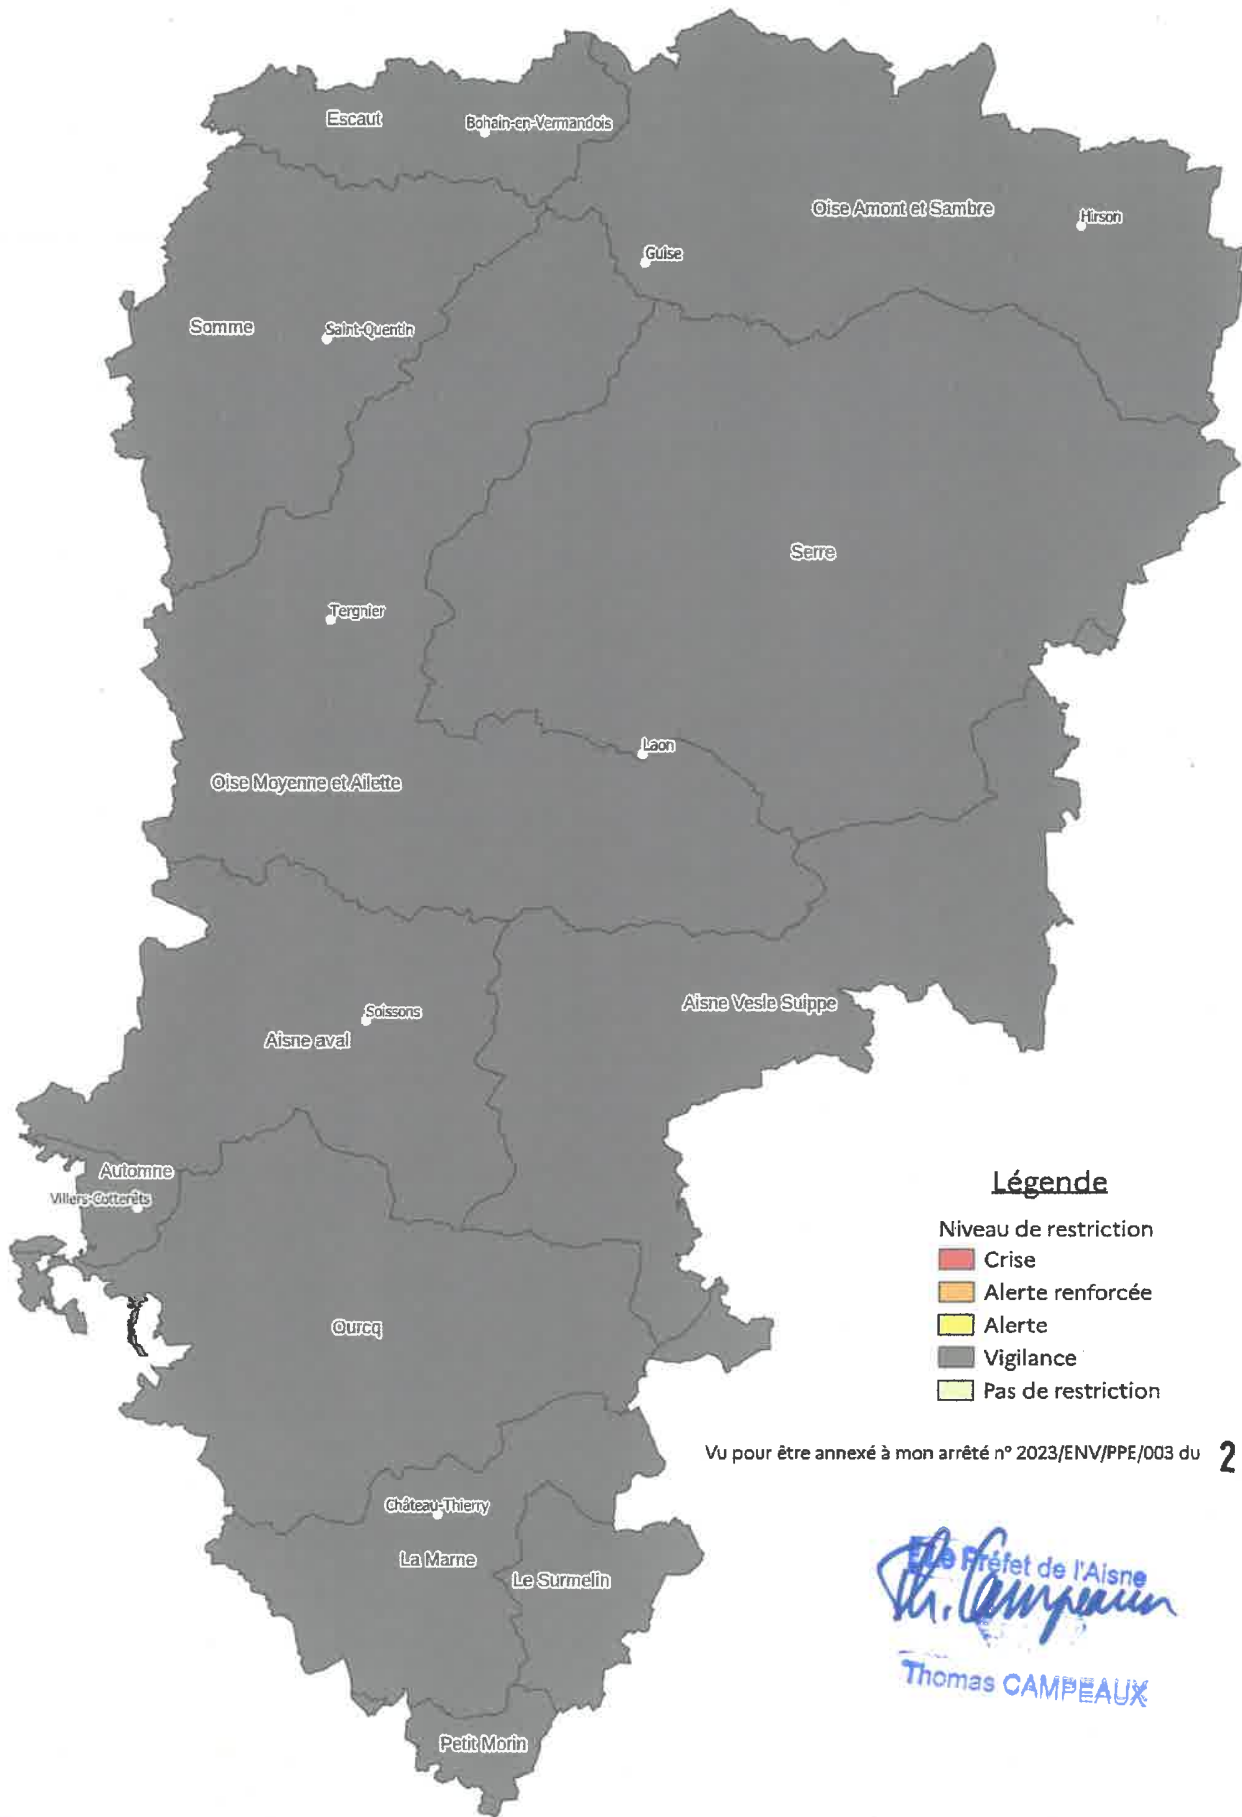 Escaut
Bohain-en-Vermandois
Oise Amont et Sambre
Hirson
Guise
Somme
Saint-Quentin
Serre
Tergnier
Laon
Oise Moyenne et Ailette
Aisne Vesle Suippe
Soissons
Aisne aval
Automne
Villers-Cotterêts
Ourcq
Château-Thierry
La Marne
Le Surmelin
Petit Morin
Légende
Niveau de restriction
Crise
Alerte renforcée
Alerte
Vigilance
Pas de restriction
Vu pour être annexé à mon arrêté n° 2023/ENV/PPE/003 du 2
Préfet de l'Aisne
Th. Campeaux
Thomas CAMPEAUX